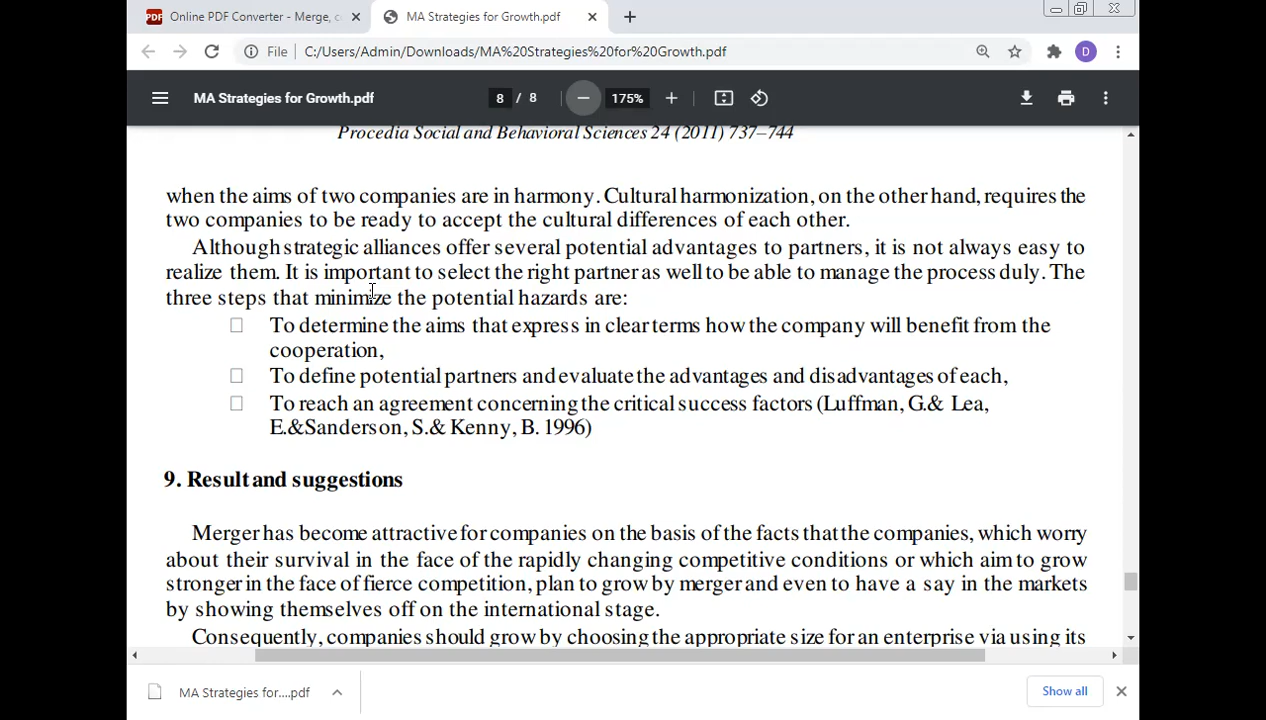 Online PDF Converter - Merge, c
MA Strategies for Growth.pdf
File C:/Users/Admin/Downloads/MA%20Strategies%20for%20Growth.pdf
D
MA Strategies for Growth.pdf
8 / 8
175%
Procedia Social and Behavioral Sciences 24 (2011) 737–744
when the aims of two companies are in harmony. Cultural harmonization, on the other hand, requires the
two companies to be ready to accept the cultural differences of each other.
Although strategic alliances offer several potential advantages to partners, it is not always easy to
realize them. It is important to select the right partner as well to be able to manage the process duly. The
three steps that minimize the potential hazards are:
To determine the aims that express in clear terms how the company will benefit from the
cooperation,
To define potential partners and evaluate the advantages and disadvantages of each,
To reach an agreement concerning the critical success factors (Luffman, G.& Lea,
E.&Sanderson, S.& Kenny, B. 1996)
9. Result and suggestions
Merger has become attractive for companies on the basis of the facts that the companies, which worry
about their survival in the face of the rapidly changing competitive conditions or which aim to grow
stronger in the face of fierce competition, plan to grow by merger and even to have a say in the markets
by showing themselves off on the international stage.
Consequently, companies should grow by choosing the appropriate size for an enterprise via using its
MA Strategies for....pdf
Show all